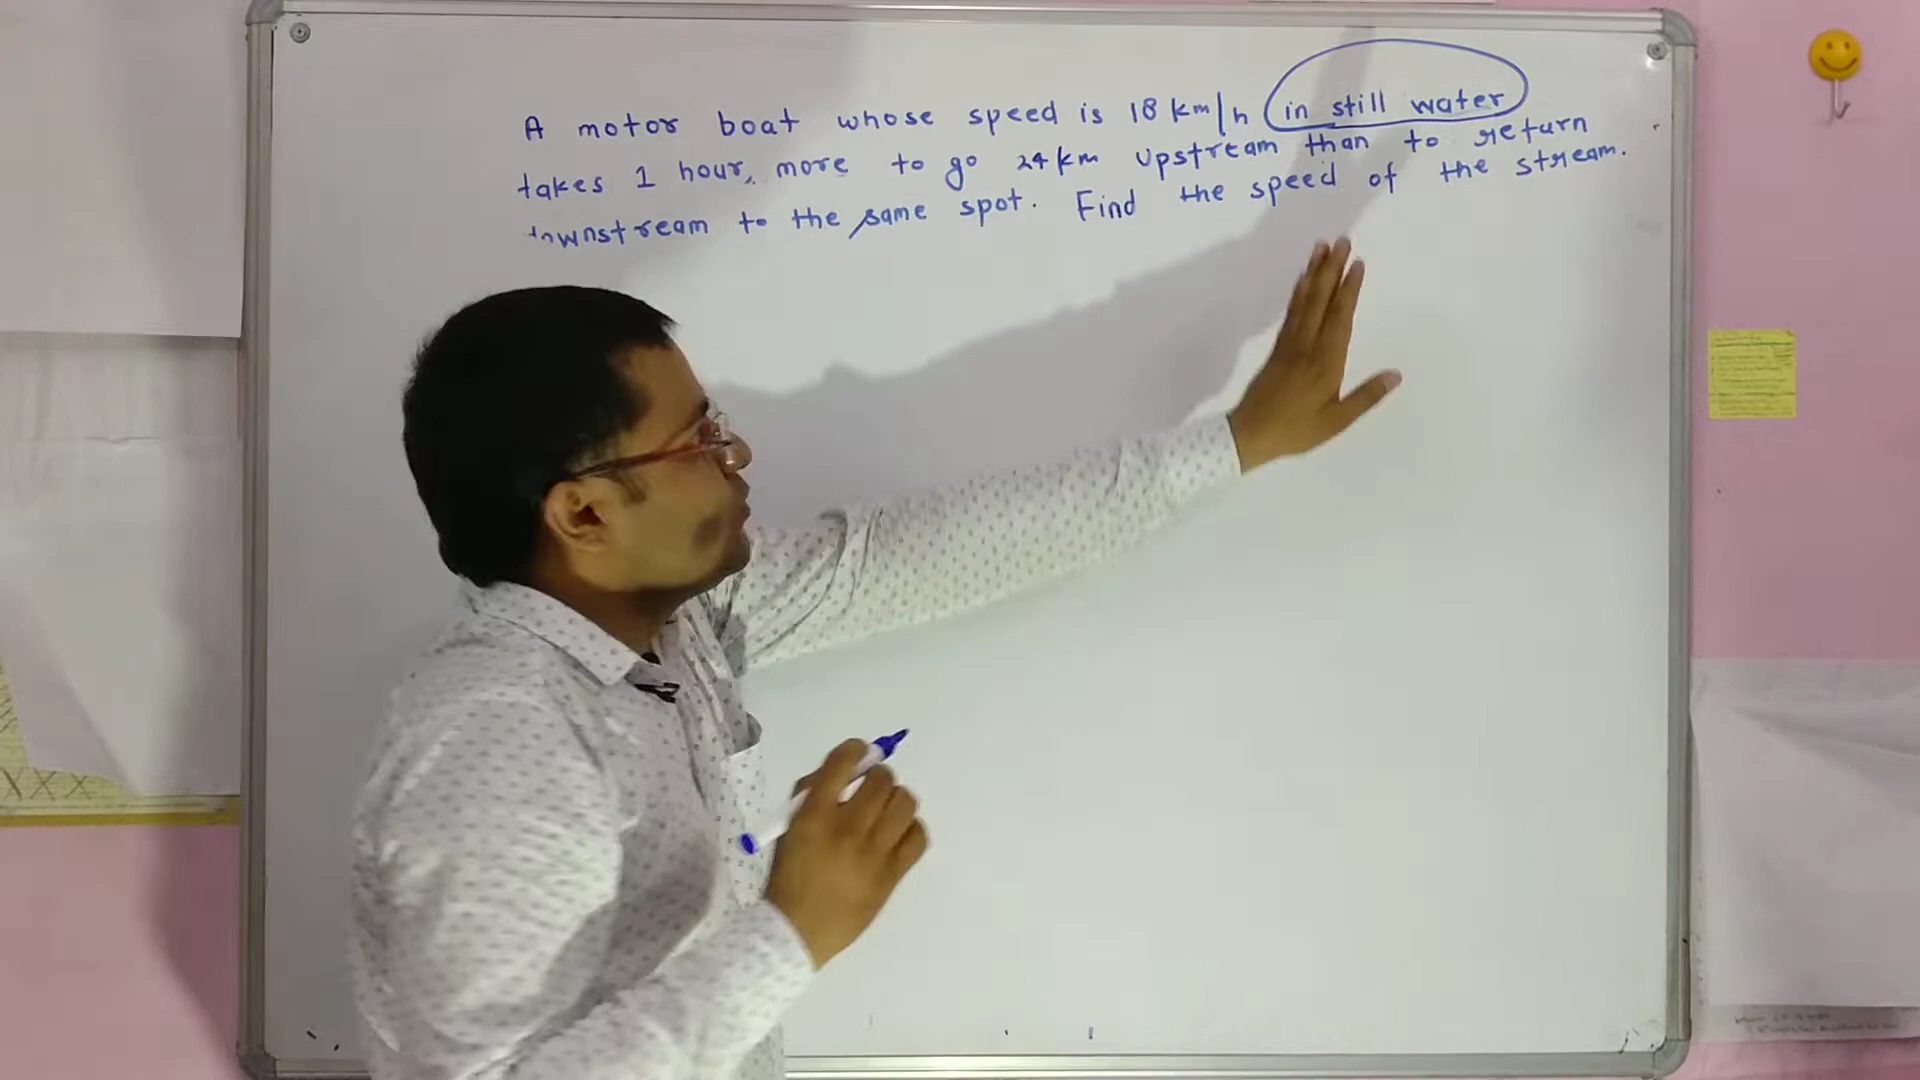 A motor boat whose speed is 18 km/h in still water
takes 1 hour, more to go 24 km upstream than to return
downstream to the same spot. Find the speed of the stream.